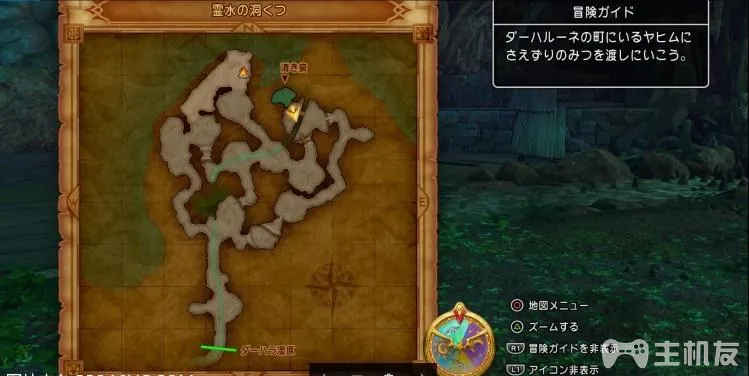 霊水の洞くつ
N
清き泉
W
E
ダーハラ湿原
冒険ガイド
ダーハルーネの町にいるヤヒムに
さえずりのみつを渡しにいこう。
地図メニュー
ズームする
R1 冒険ガイドを非表示
L1 アイコン非表示
主机友